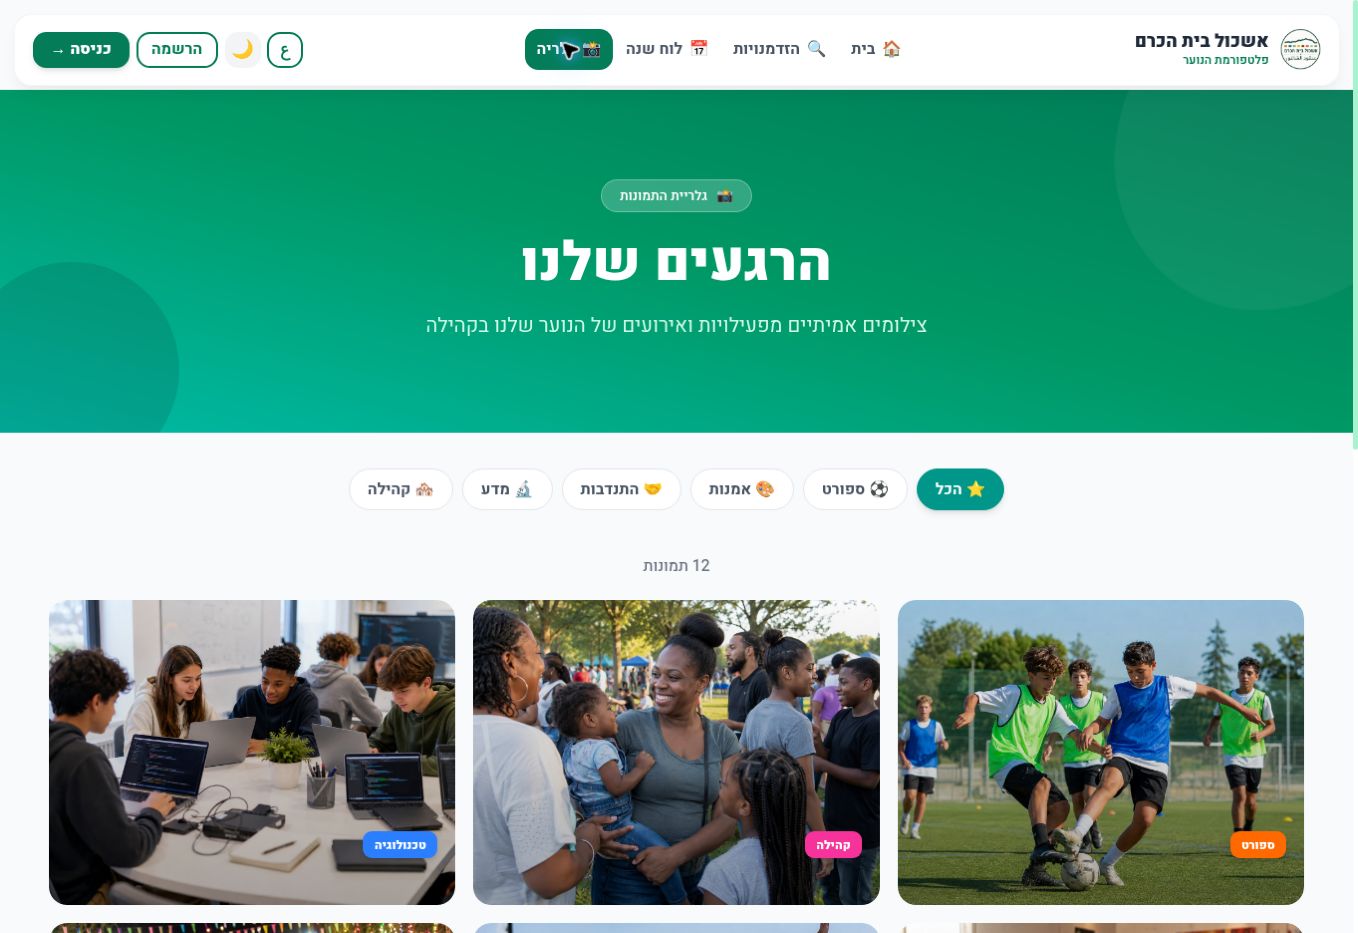 אשכול בית הכרם
פלטפורמת הנוער
בית
הזדמנויות
לוח שנה
ع
הרשמה
כניסה →
גלריית התמונות
הרגעים שלנו
צילומים אמיתיים מפעילויות ואירועים של הנוער שלנו בקהילה
הכל
ספורט
אמנות
התנדבות
מדע
קהילה
12 תמונות
ספורט
קהילה
טכנולוגיה